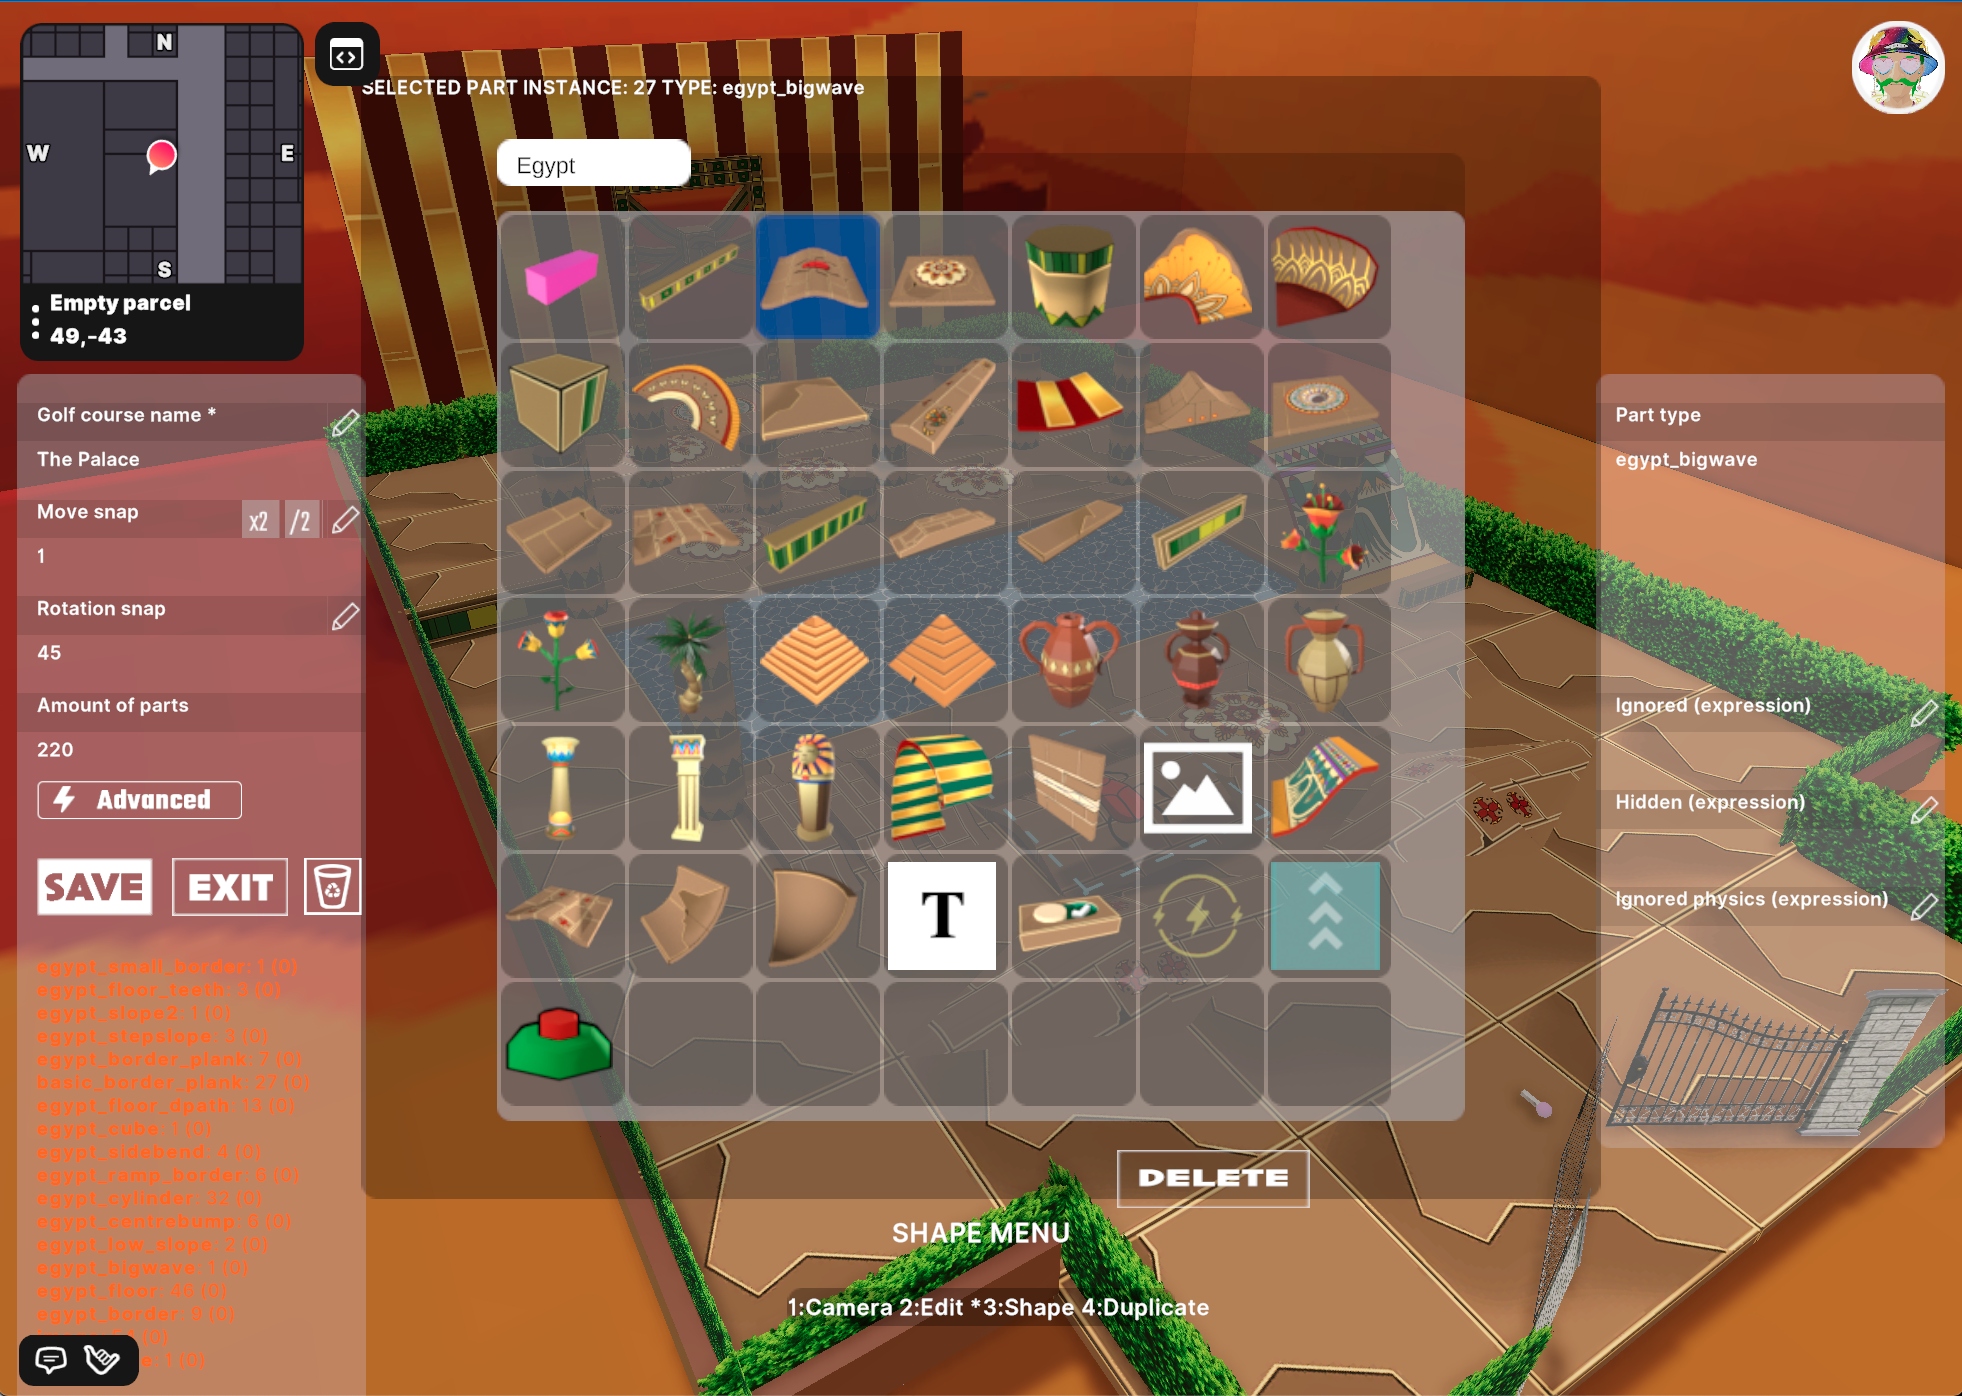 N
W
E
S
Empty parcel
49,-43
SELECTED PART INSTANCE: 27 TYPE: egypt_bigwave
Egypt
Golf course name *
The Palace
Move snap
x2
/2
1
Rotation snap
45
Amount of parts
220
Advanced
SAVE
EXIT
egypt_small_border: 1 (0)
egypt_floor_teeth: 3 (0)
egypt_slope2: 1 (0)
egypt_stepslope: 3 (0)
egypt_border_plank: 7 (0)
basic_border_plank: 27 (0)
egypt_floor_dpath: 13 (0)
egypt_cube: 1 (0)
egypt_sidebend: 4 (0)
egypt_ramp_border: 6 (0)
egypt_cylinder: 32 (0)
egypt_centrebump: 6 (0)
egypt_low_slope: 2 (0)
egypt_bigwave: 1 (0)
egypt_floor: 46 (0)
egypt_border: 9 (0)
(0)
e: 1 (0)
T
Part type
egypt_bigwave
Ignored (expression)
Hidden (expression)
Ignored physics (expression)
DELETE
SHAPE MENU
1:Camera 2:Edit *3:Shape 4:Duplicate